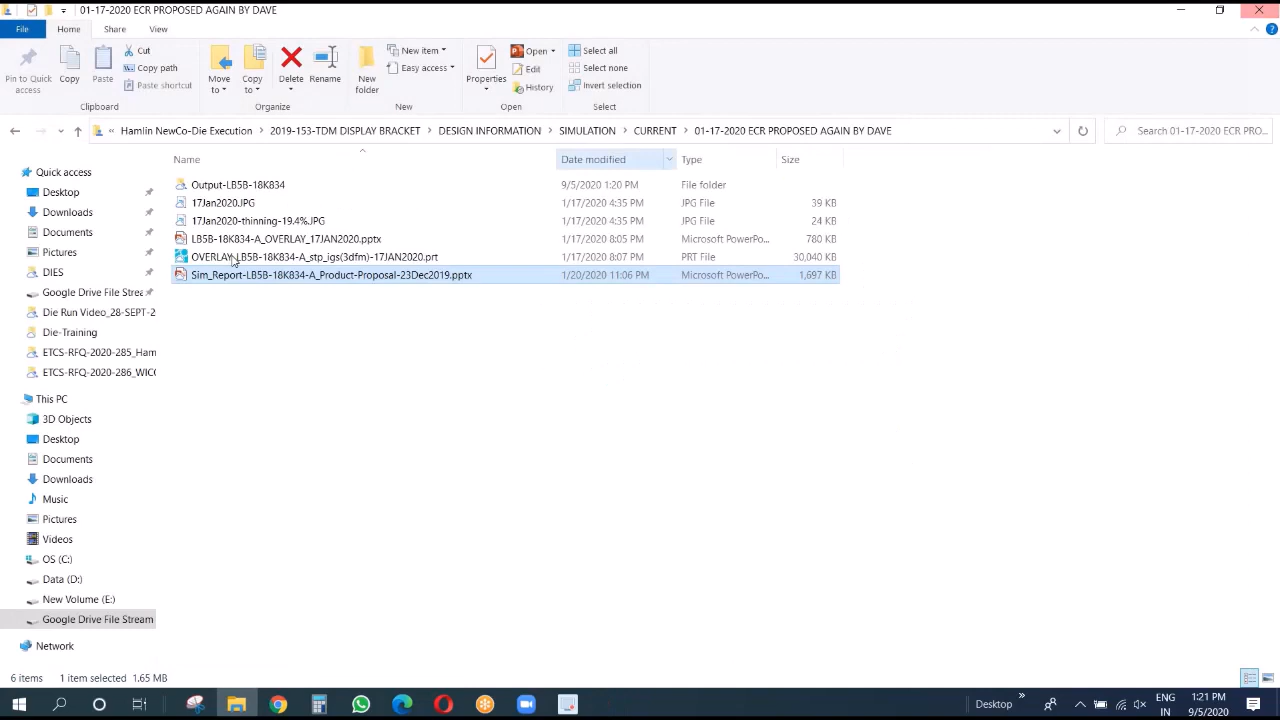 01-17-2020 ECR PROPOSED AGAIN BY DAVE
File
Home
Share
View
Pin to Quick access
Copy
Paste
Cut
Copy path
Paste shortcut
Clipboard
Move to
Copy to
Delete
Rename
Organize
New folder
New item
Easy access
New
Properties
Open
Edit
History
Open
Select all
Select none
Invert selection
Select
« Hamlin NewCo-Die Execution > 2019-153-TDM DISPLAY BRACKET > DESIGN INFORMATION > SIMULATION > CURRENT > 01-17-2020 ECR PROPOSED AGAIN BY DAVE
Search 01-17-2020 ECR PRO...
Name Date modified Type Size
Output-LB5B-18K834 9/5/2020 1:20 PM File folder
17Jan2020.JPG 1/17/2020 4:35 PM JPG File 39 KB
17Jan2020-thinning-19.4%.JPG 1/17/2020 4:35 PM JPG File 24 KB
LB5B-18K834-A_OVERLAY_17JAN2020.pptx 1/17/2020 8:05 PM Microsoft PowerPo... 780 KB
OVERLAY_LB5B-18K834-A_stp_igs(3dfm)-17JAN2020.prt 1/17/2020 8:07 PM PRT File 30,040 KB
Sim_Report-LB5B-18K834-A_Product-Proposal-23Dec2019.pptx 1/20/2020 11:06 PM Microsoft PowerPo... 1,697 KB
Quick access
Desktop
Downloads
Documents
Pictures
DIES
Google Drive File Strea
Die Run Video_28-SEPT-2
Die-Training
ETCS-RFQ-2020-285_Ham
ETCS-RFQ-2020-286_WICO
This PC
3D Objects
Desktop
Documents
Downloads
Music
Pictures
Videos
OS (C:)
Data (D:)
New Volume (E:)
Google Drive File Stream
Network
6 items 1 item selected 1.65 MB
Desktop
ENG
IN
1:21 PM
9/5/2020